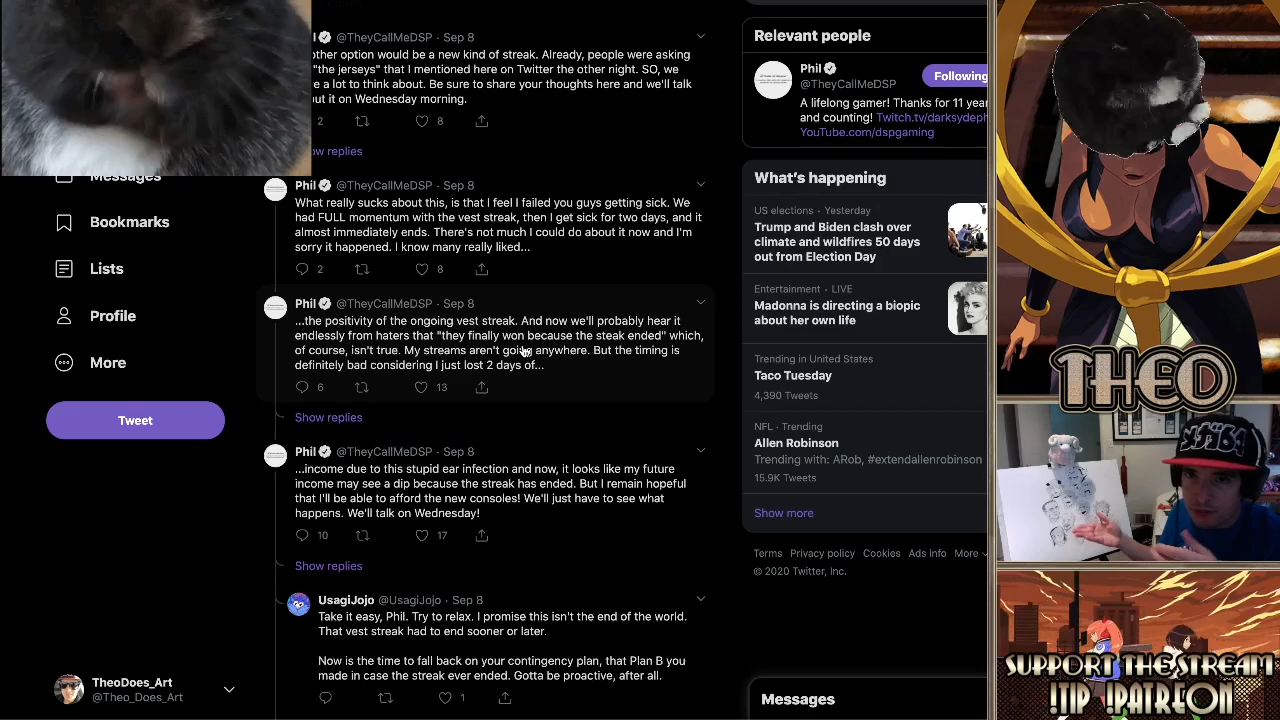 @TheyCallMeDSP · Sep 8
other option would be a new kind of streak. Already, people were asking
"the jerseys" that I mentioned here on Twitter the other night. SO, we
a lot to think about. Be sure to share your thoughts here and we'll talk
it on Wednesday morning.
2 8
replies
Phil @TheyCallMeDSP · Sep 8
What really sucks about this, is that I feel I failed you guys getting sick. We
had FULL momentum with the vest streak, then I get sick for two days, and it
almost immediately ends. There's not much I could do about it now and I'm
sorry it happened. I know many really liked...
2 8
Phil @TheyCallMeDSP · Sep 8
...the positivity of the ongoing vest streak. And now we'll probably hear it
endlessly from haters that "they finally won because the steak ended" which,
of course, isn't true. My streams aren't going anywhere. But the timing is
definitely bad considering I just lost 2 days of...
6 13
Show replies
Phil @TheyCallMeDSP · Sep 8
...income due to this stupid ear infection and now, it looks like my future
income may see a dip because the streak has ended. But I remain hopeful
that I'll be able to afford the new consoles! We'll just have to see what
happens. We'll talk on Wednesday!
10 17
Show replies
UsagiJojo @UsagiJojo · Sep 8
Take it easy, Phil. Try to relax. I promise this isn't the end of the world.
That vest streak had to end sooner or later.
Now is the time to fall back on your contingency plan, that Plan B you
made in case the streak ever ended. Gotta be proactive, after all.
1
Messages
Bookmarks
Lists
Profile
More
Tweet
TheoDoes_Art
@Theo_Does_Art
Relevant people
Phil
@TheyCallMeDSP
Following
A lifelong gamer! Thanks for 11 year
and counting! Twitch.tv/darksydeph
YouTube.com/dspgaming
What's happening
US elections · Yesterday
Trump and Biden clash over
climate and wildfires 50 days
out from Election Day
Entertainment · LIVE
Madonna is directing a biopic
about her own life
Trending in United States
Taco Tuesday
4,390 Tweets
NFL · Trending
Allen Robinson
Trending with: ARob, #extendallenrobinson
15.9K Tweets
Show more
Terms Privacy policy Cookies Ads info More
© 2020 Twitter, Inc.
Messages
THEO
SUPPORT THE STREAM
!TIP !PATREON